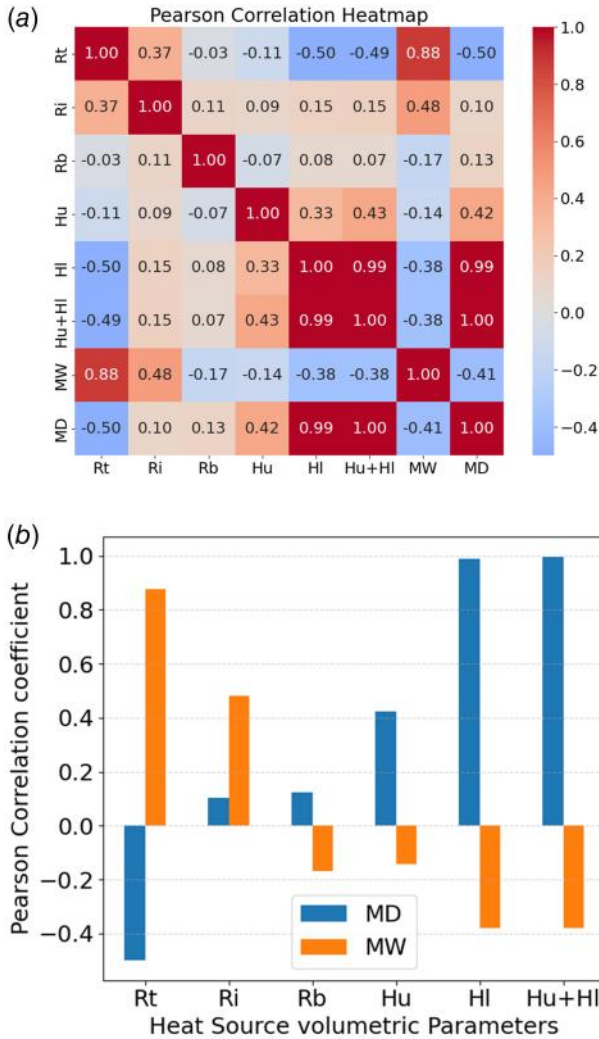 (a)
Pearson Correlation Heatmap
Rt 1.00 0.37 -0.03 -0.11 -0.50 -0.49 0.88 -0.50
Ri 0.37 1.00 0.11 0.09 0.15 0.15 0.48 0.10
Rb -0.03 0.11 1.00 -0.07 0.08 0.07 -0.17 0.13
Hu -0.11 0.09 -0.07 1.00 0.33 0.43 -0.14 0.42
Hl -0.50 0.15 0.08 0.33 1.00 0.99 -0.38 0.99
Hu+Hl -0.49 0.15 0.07 0.43 0.99 1.00 -0.38 1.00
MW 0.88 0.48 -0.17 -0.14 -0.38 -0.38 1.00 -0.41
MD -0.50 0.10 0.13 0.42 0.99 1.00 -0.41 1.00
Rt Ri Rb Hu Hl Hu+Hl MW MD
1.0
0.8
0.6
0.4
0.2
0.0
−0.2
−0.4
(b)
Pearson Correlation coefficient
1.0
0.8
0.6
0.4
0.2
0.0
−0.2
−0.4
MD
MW
Rt Ri Rb Hu Hl Hu+Hl
Heat Source volumetric Parameters